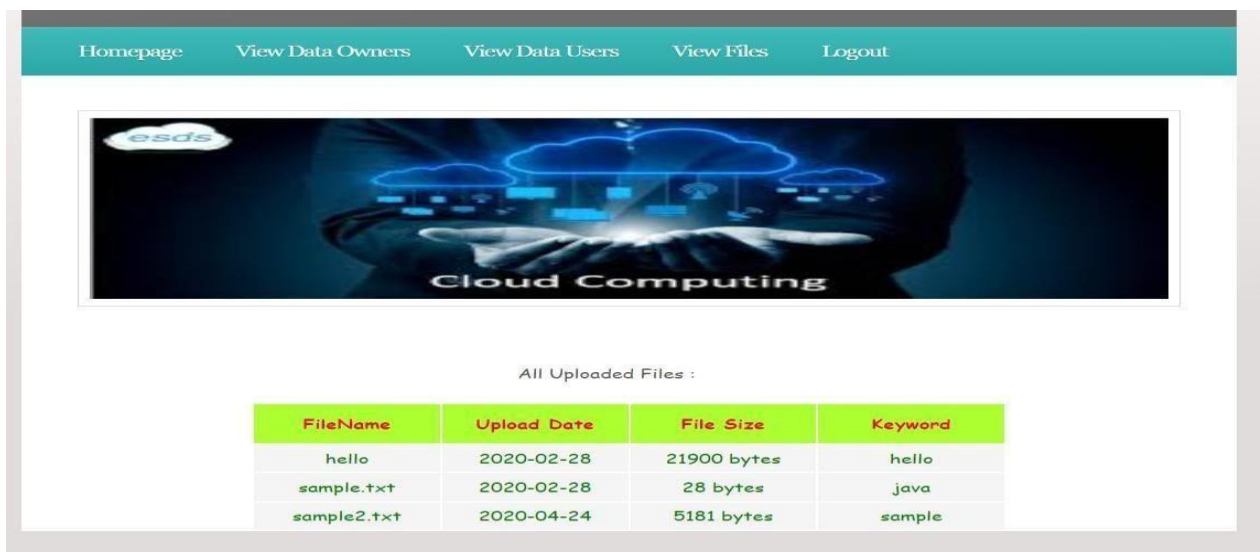 Homepage View Data Owners View Data Users View Files Logout
esds
Cloud Computing
All Uploaded Files :
FileName Upload Date File Size Keyword
hello 2020-02-28 21900 bytes hello
sample.txt 2020-02-28 28 bytes java
sample2.txt 2020-04-24 5181 bytes sample